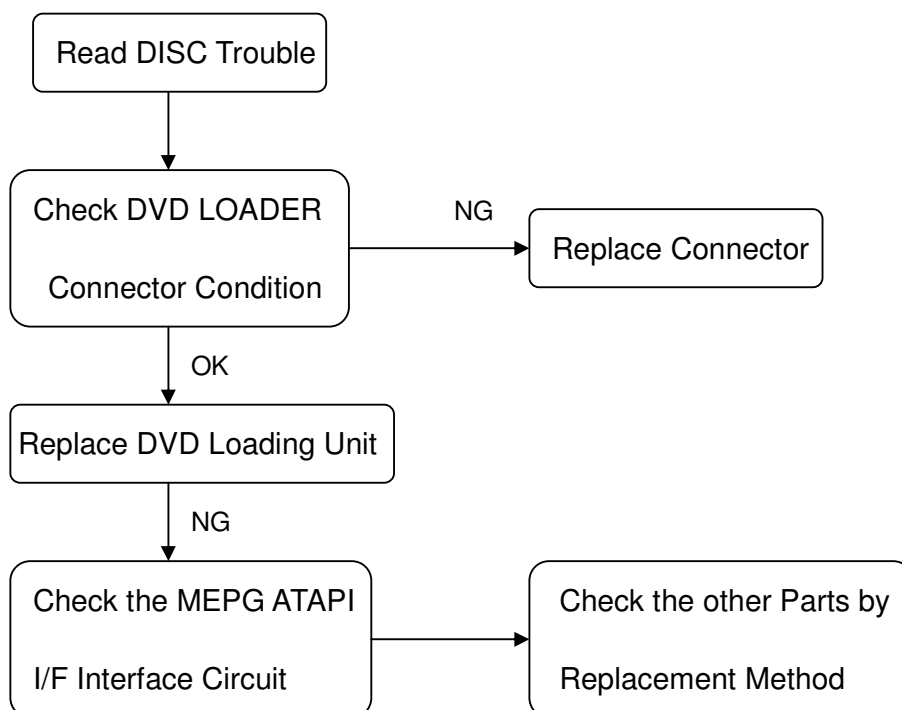 Read DISC Trouble
Check DVD LOADER
Connector Condition
NG
Replace Connector
OK
Replace DVD Loading Unit
NG
Check the MEPG ATAPI
I/F Interface Circuit
Check the other Parts by
Replacement Method